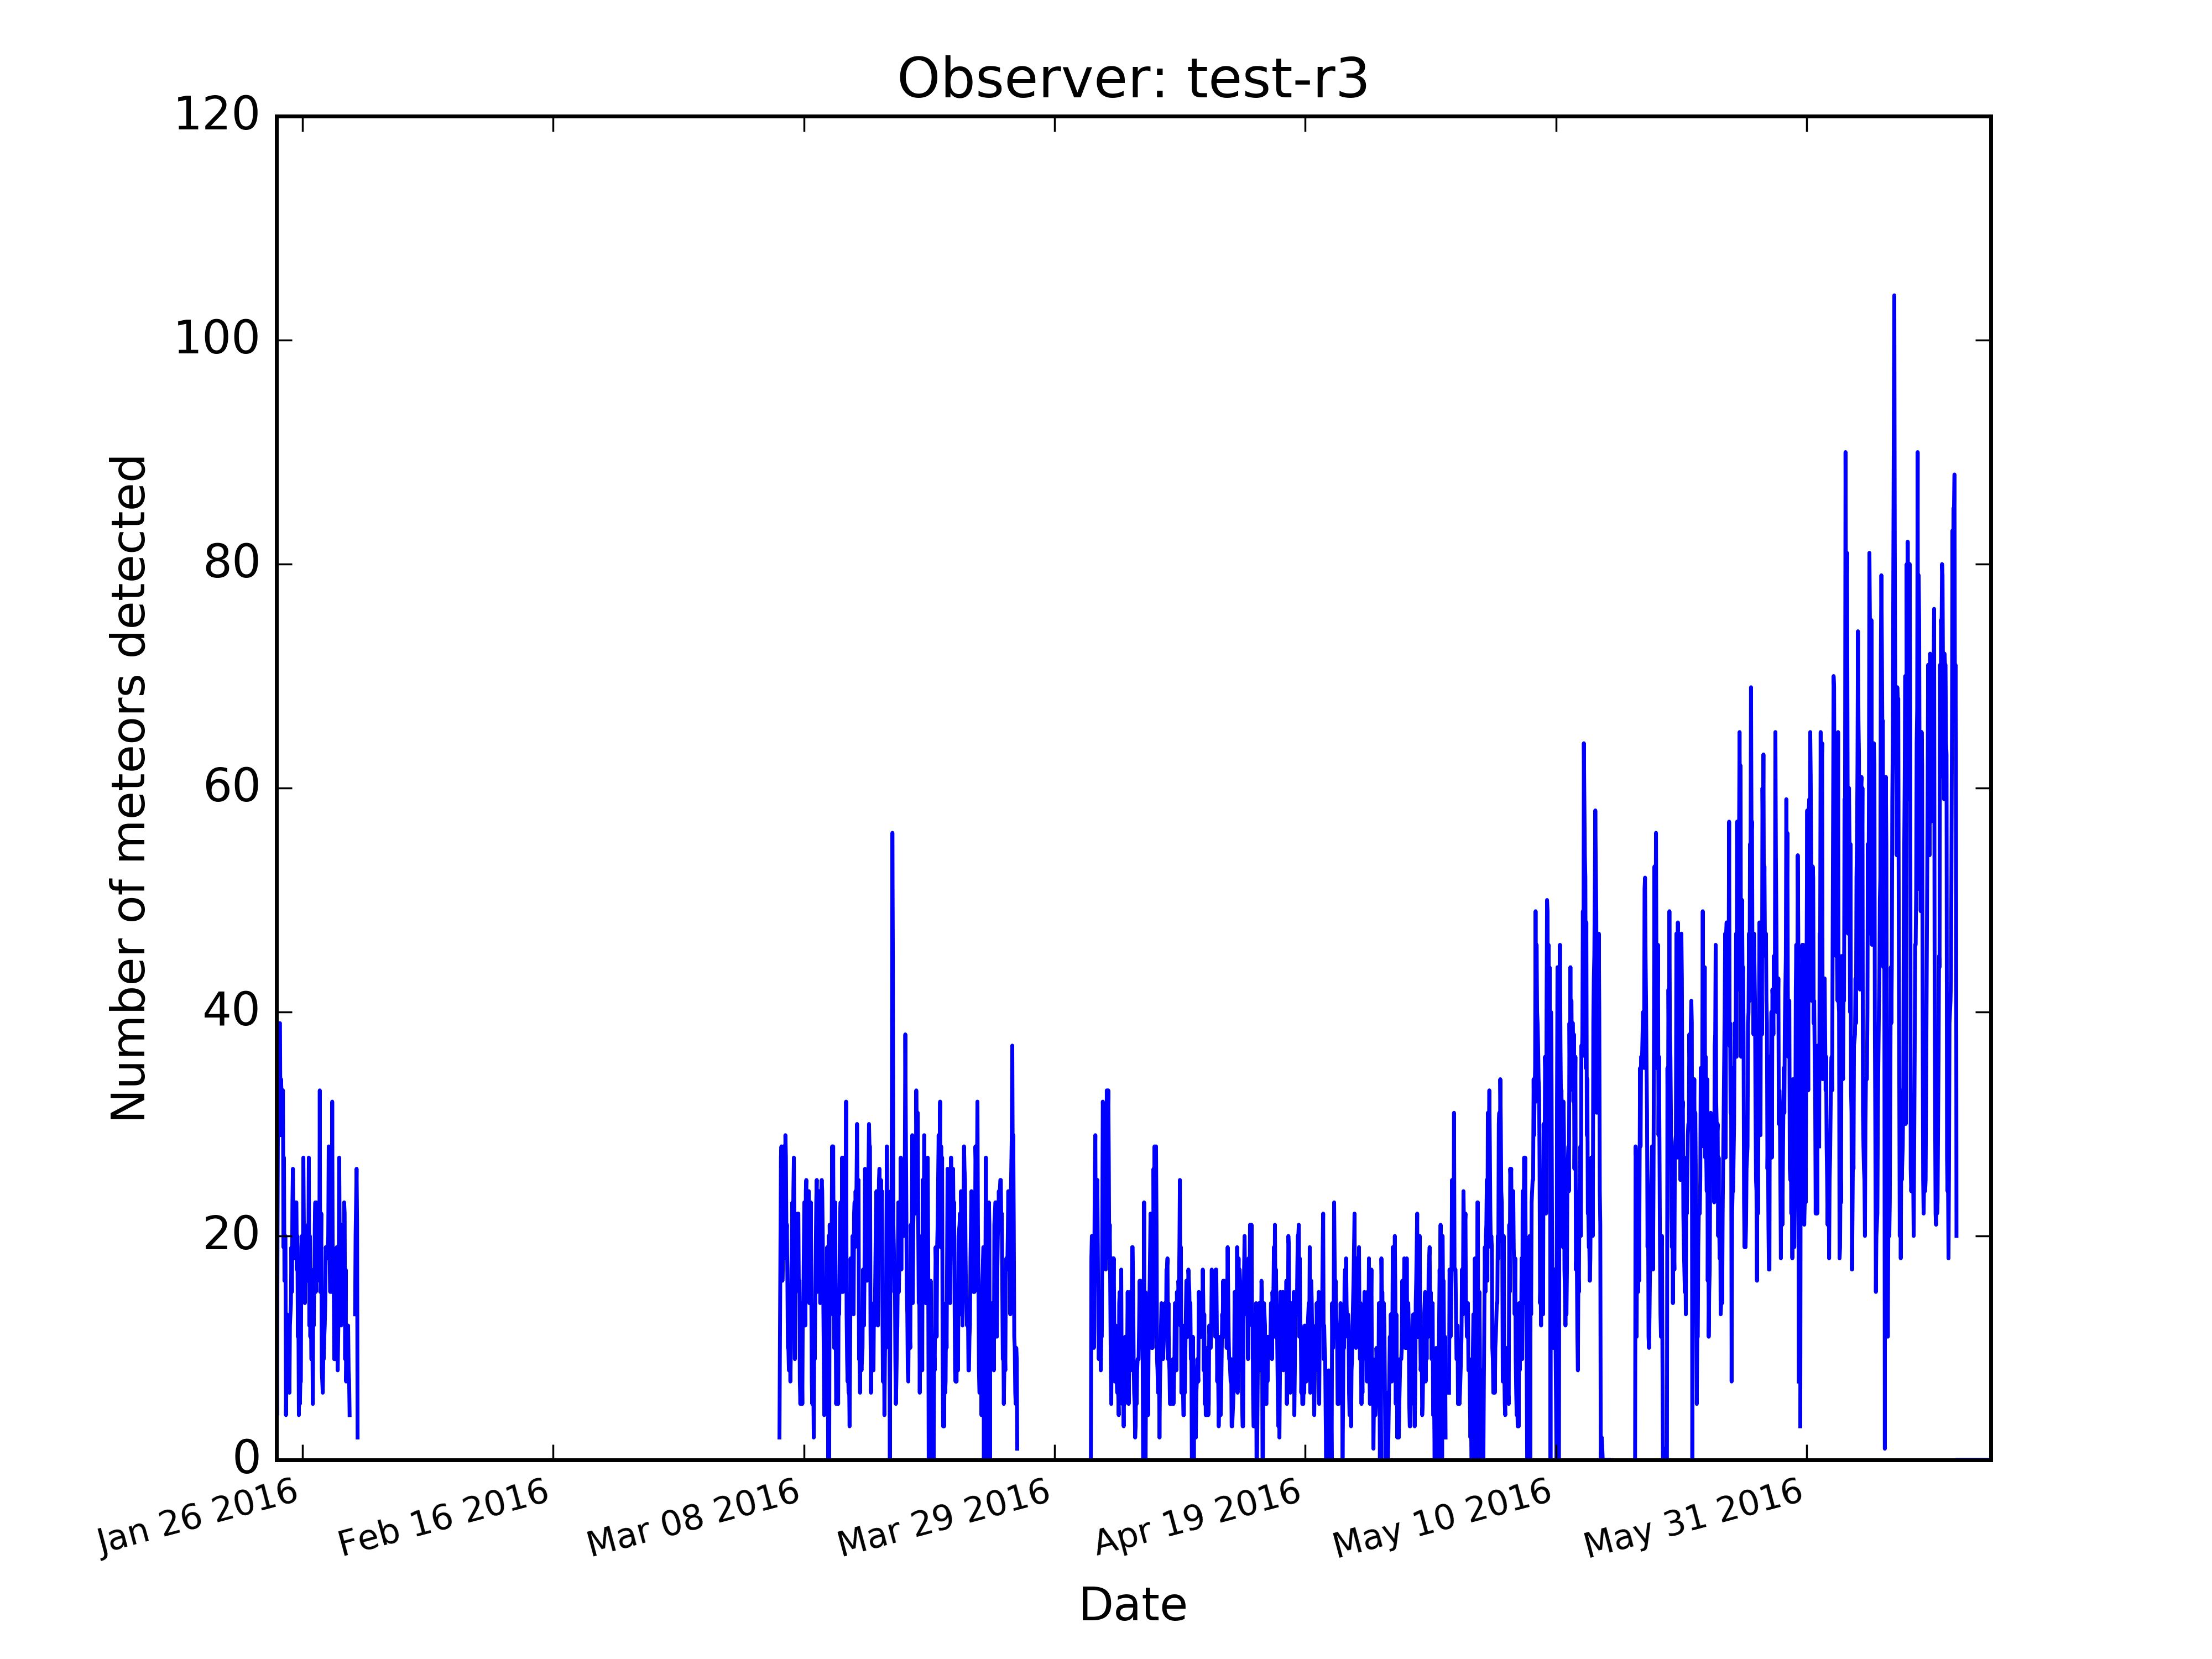 Observer: test-r3
120
100
80
60
40
20
0
Number of meteors detected
Jan 26 2016
Feb 16 2016
Mar 08 2016
Mar 29 2016
Apr 19 2016
May 10 2016
May 31 2016
Date